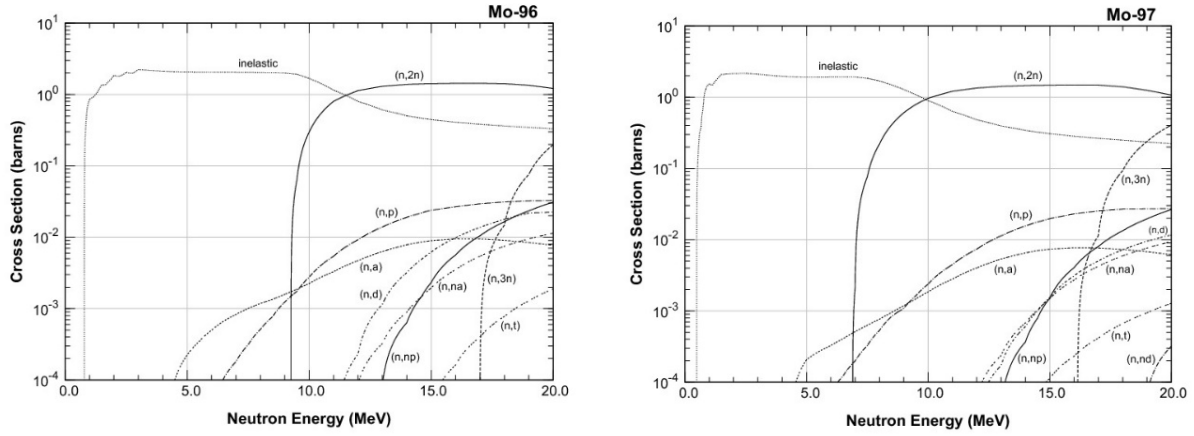 Mo-96
10^1
10^0
10^-1
10^-2
10^-3
10^-4
Cross Section (barns)
inelastic
(n,2n)
(n,p)
(n,a)
(n,d)
(n,na)
(n,3n)
(n,t)
(n,np)
0.0 5.0 10.0 15.0 20.0
Neutron Energy (MeV)
Mo-97
10^1
10^0
10^-1
10^-2
10^-3
10^-4
Cross Section (barns)
inelastic
(n,2n)
(n,3n)
(n,p)
(n,d)
(n,a)
(n,na)
(n,t)
(n,np)
(n,nd)
0.0 5.0 10.0 15.0 20.0
Neutron Energy (MeV)